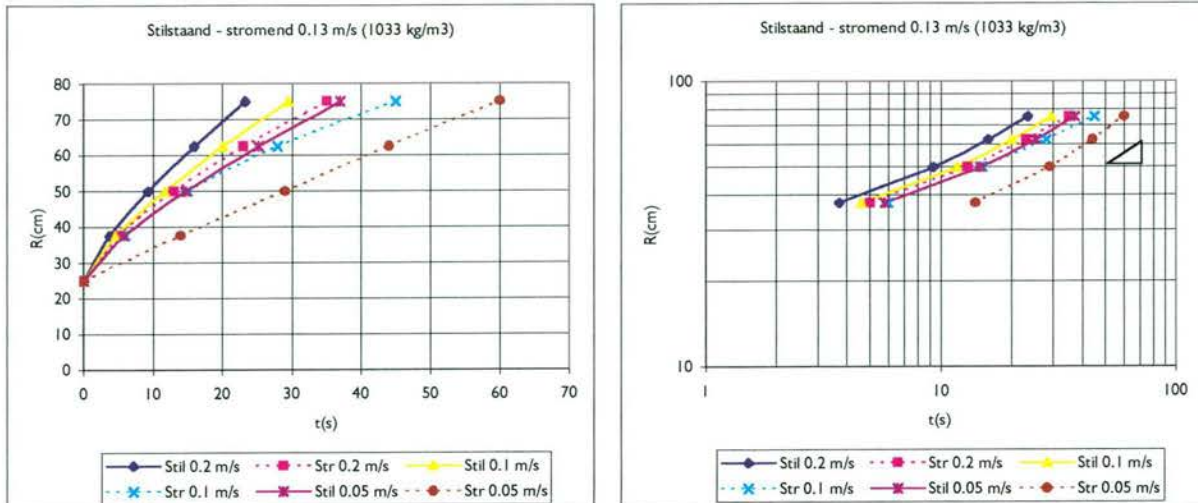 Stilstaand - stromend 0.13 m/s (1033 kg/m3)
80
70
60
50
40
30
20
10
0
R(cm)
0 10 20 30 40 50 60 70
t(s)
Stil 0.2 m/s Str 0.2 m/s Stil 0.1 m/s
Str 0.1 m/s Stil 0.05 m/s Str 0.05 m/s
Stilstaand - stromend 0.13 m/s (1033 kg/m3)
100
10
R(cm)
1 10 100
t(s)
Stil 0.2 m/s Str 0.2 m/s Stil 0.1 m/s
Str 0.1 m/s Stil 0.05 m/s Str 0.05 m/s